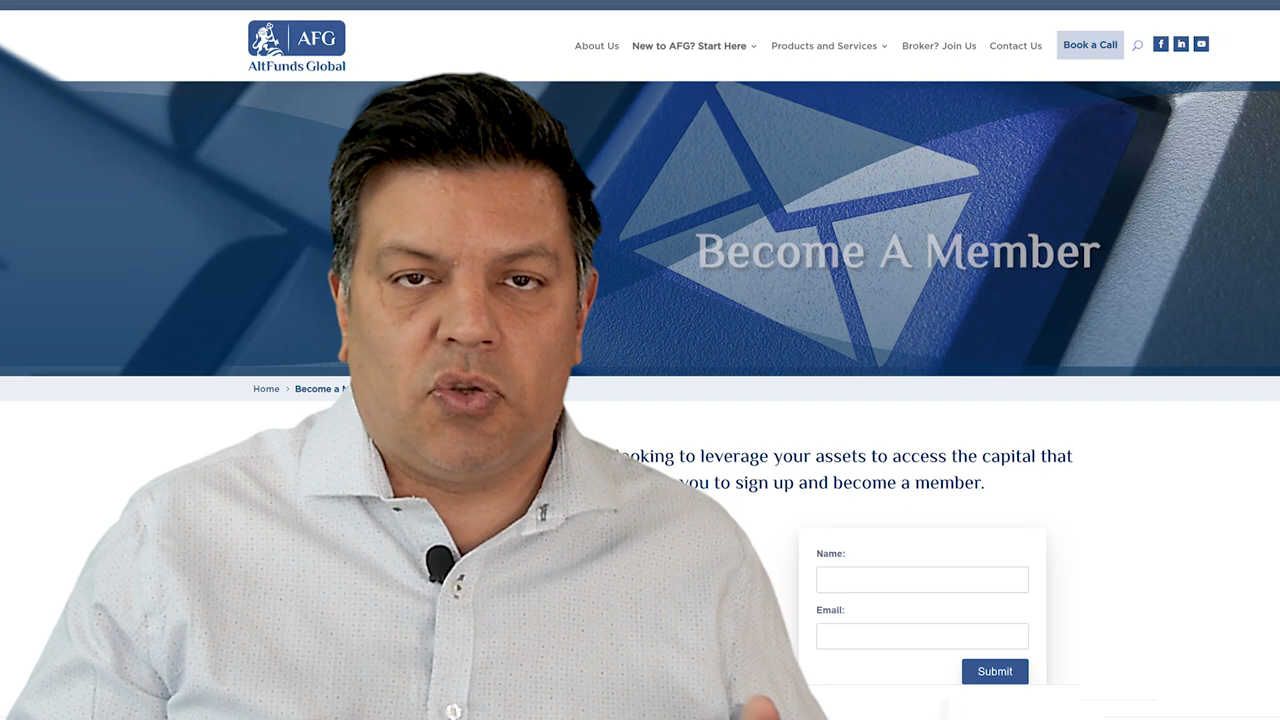 AFG
AltFunds Global
About Us
New to AFG? Start Here
Products and Services
Broker? Join Us
Contact Us
Book a Call
Become A Member
Home › Become a
to leverage your assets to access the capital that
you to sign up and become a member.
Name:
Email:
Submit